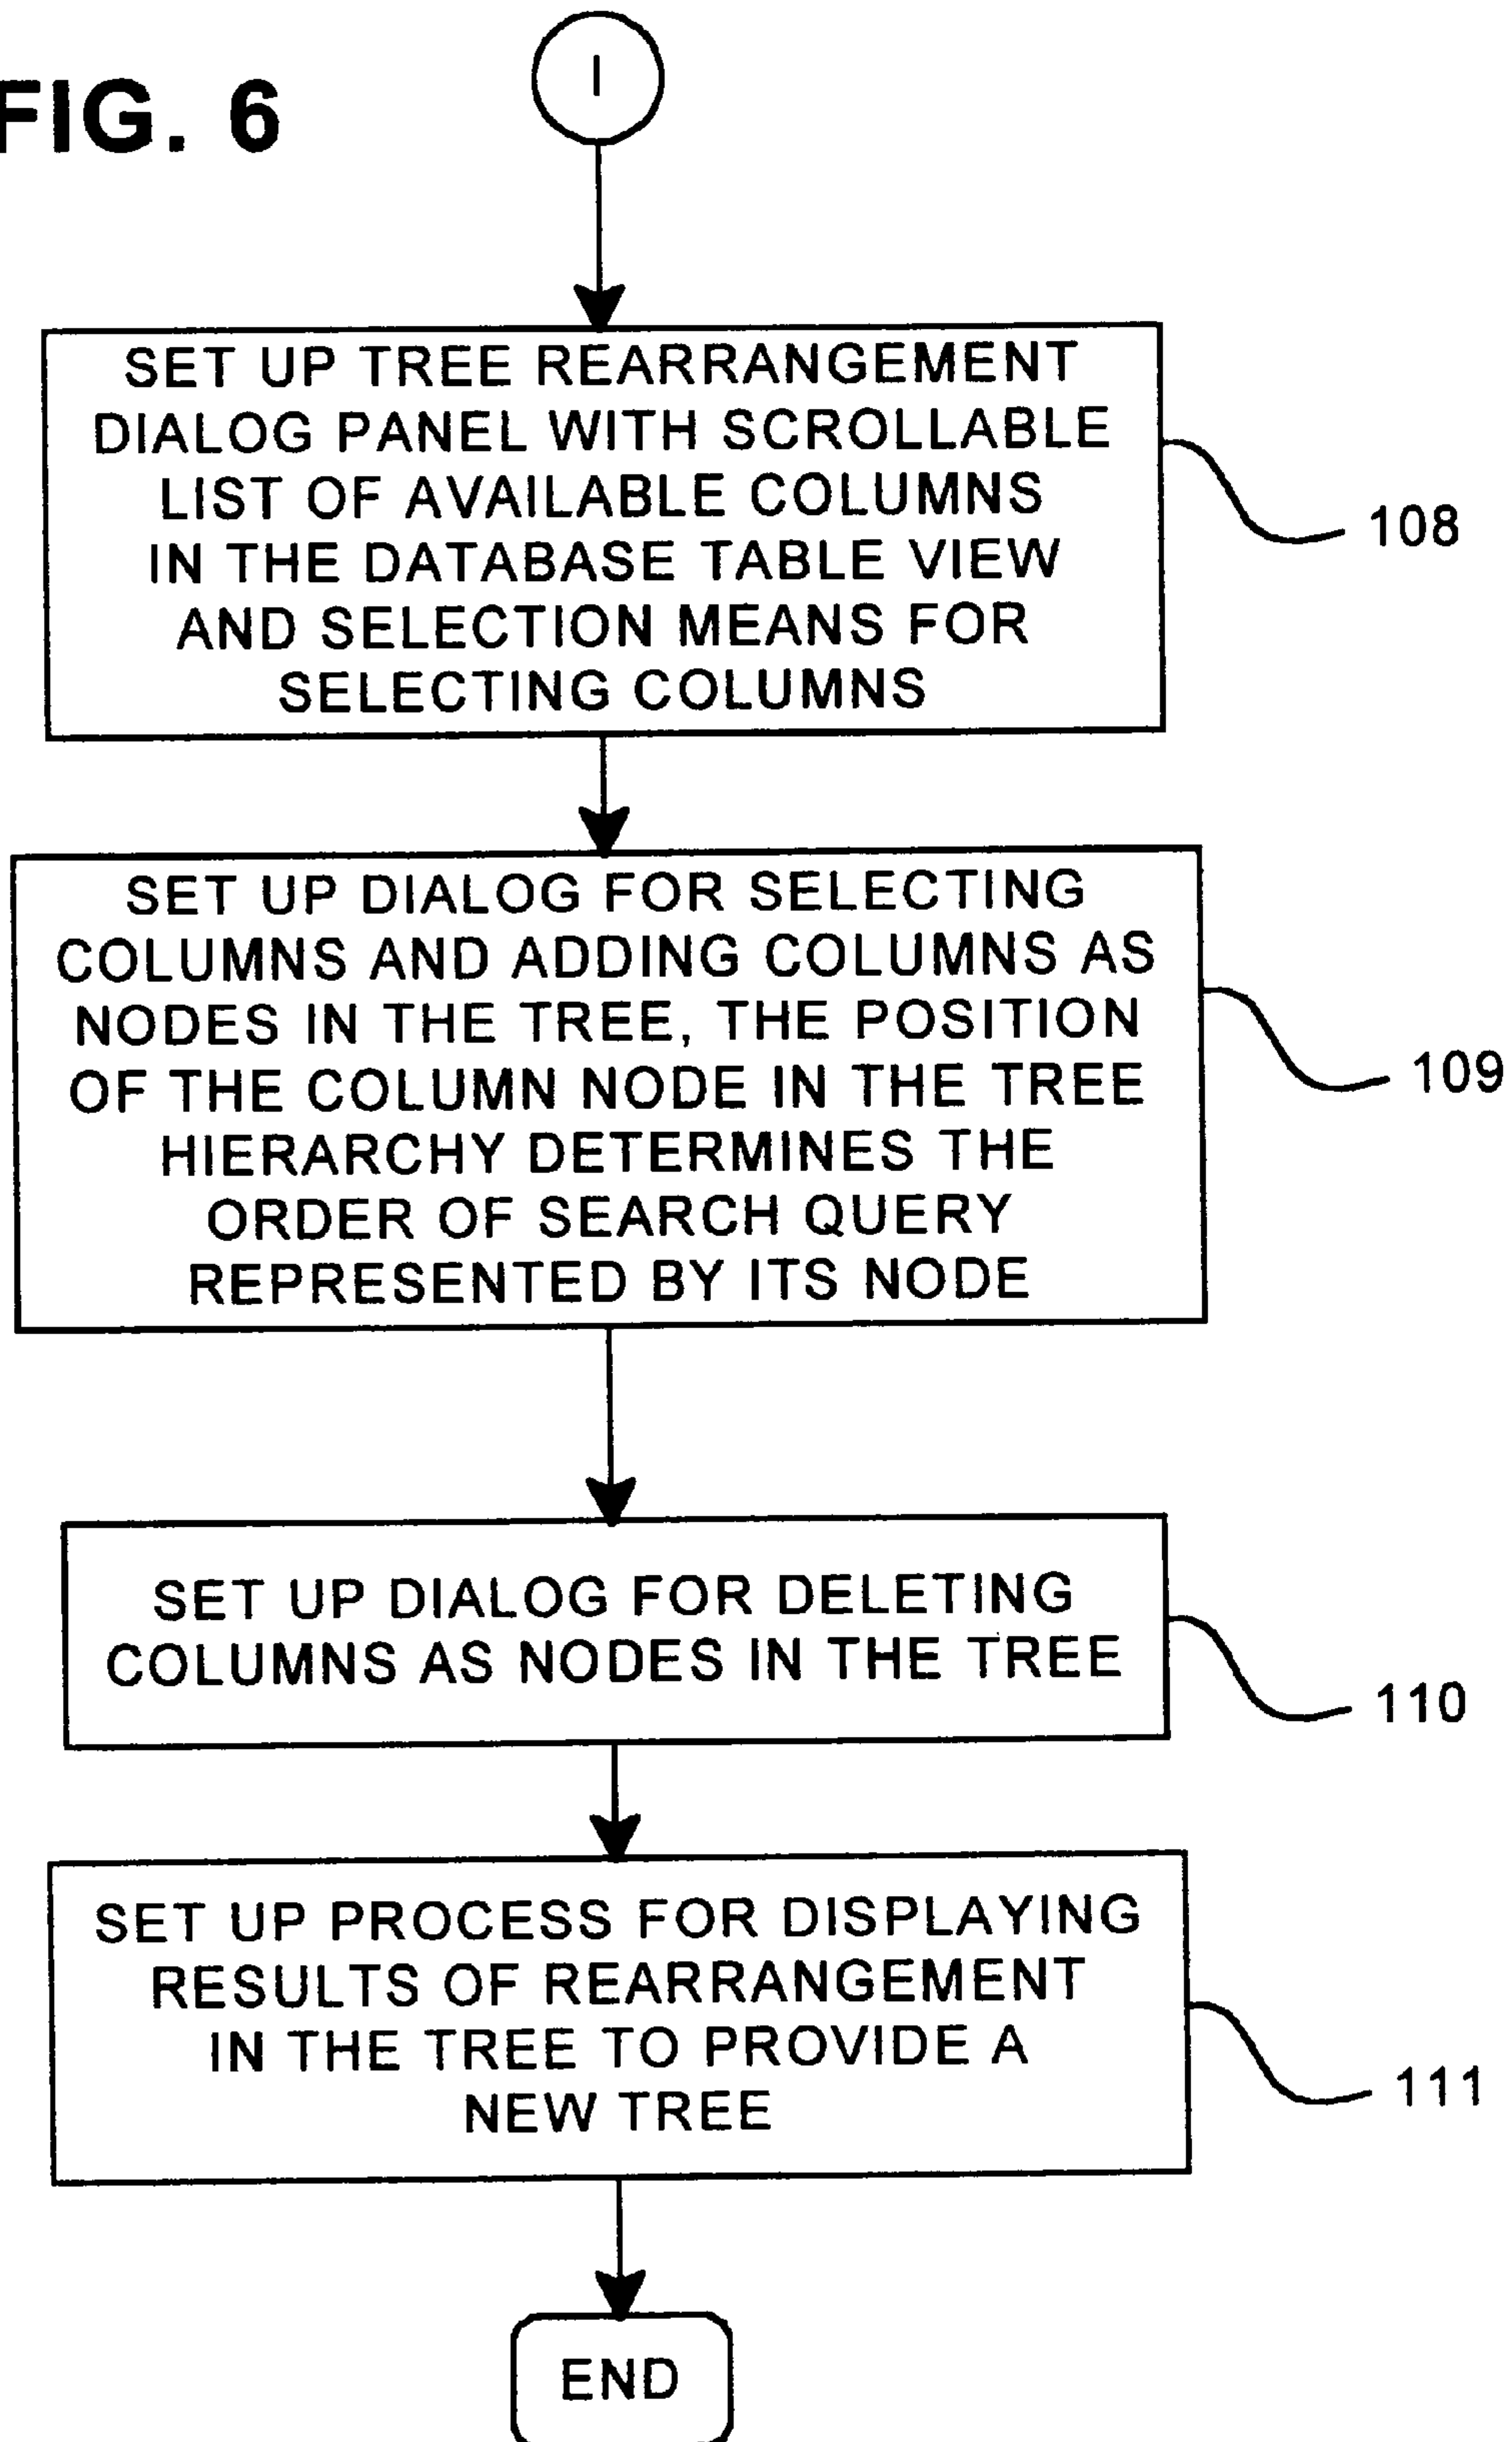 FIG. 6
I
SET UP TREE REARRANGEMENT
DIALOG PANEL WITH SCROLLABLE
LIST OF AVAILABLE COLUMNS
IN THE DATABASE TABLE VIEW
AND SELECTION MEANS FOR
SELECTING COLUMNS
108
SET UP DIALOG FOR SELECTING
COLUMNS AND ADDING COLUMNS AS
NODES IN THE TREE, THE POSITION
OF THE COLUMN NODE IN THE TREE
HIERARCHY DETERMINES THE
ORDER OF SEARCH QUERY
REPRESENTED BY ITS NODE
109
SET UP DIALOG FOR DELETING
COLUMNS AS NODES IN THE TREE
110
SET UP PROCESS FOR DISPLAYING
RESULTS OF REARRANGEMENT
IN THE TREE TO PROVIDE A
NEW TREE
111
END